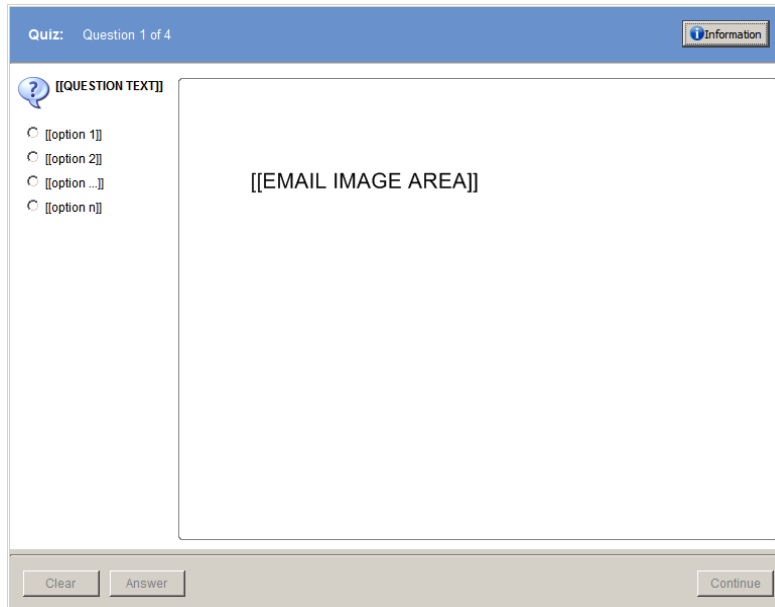 Quiz: Question 1 of 4
Information
[[QUESTION TEXT]]
[[option 1]]
[[option 2]]
[[option ...]]
[[option n]]
[[EMAIL IMAGE AREA]]
Clear
Answer
Continue